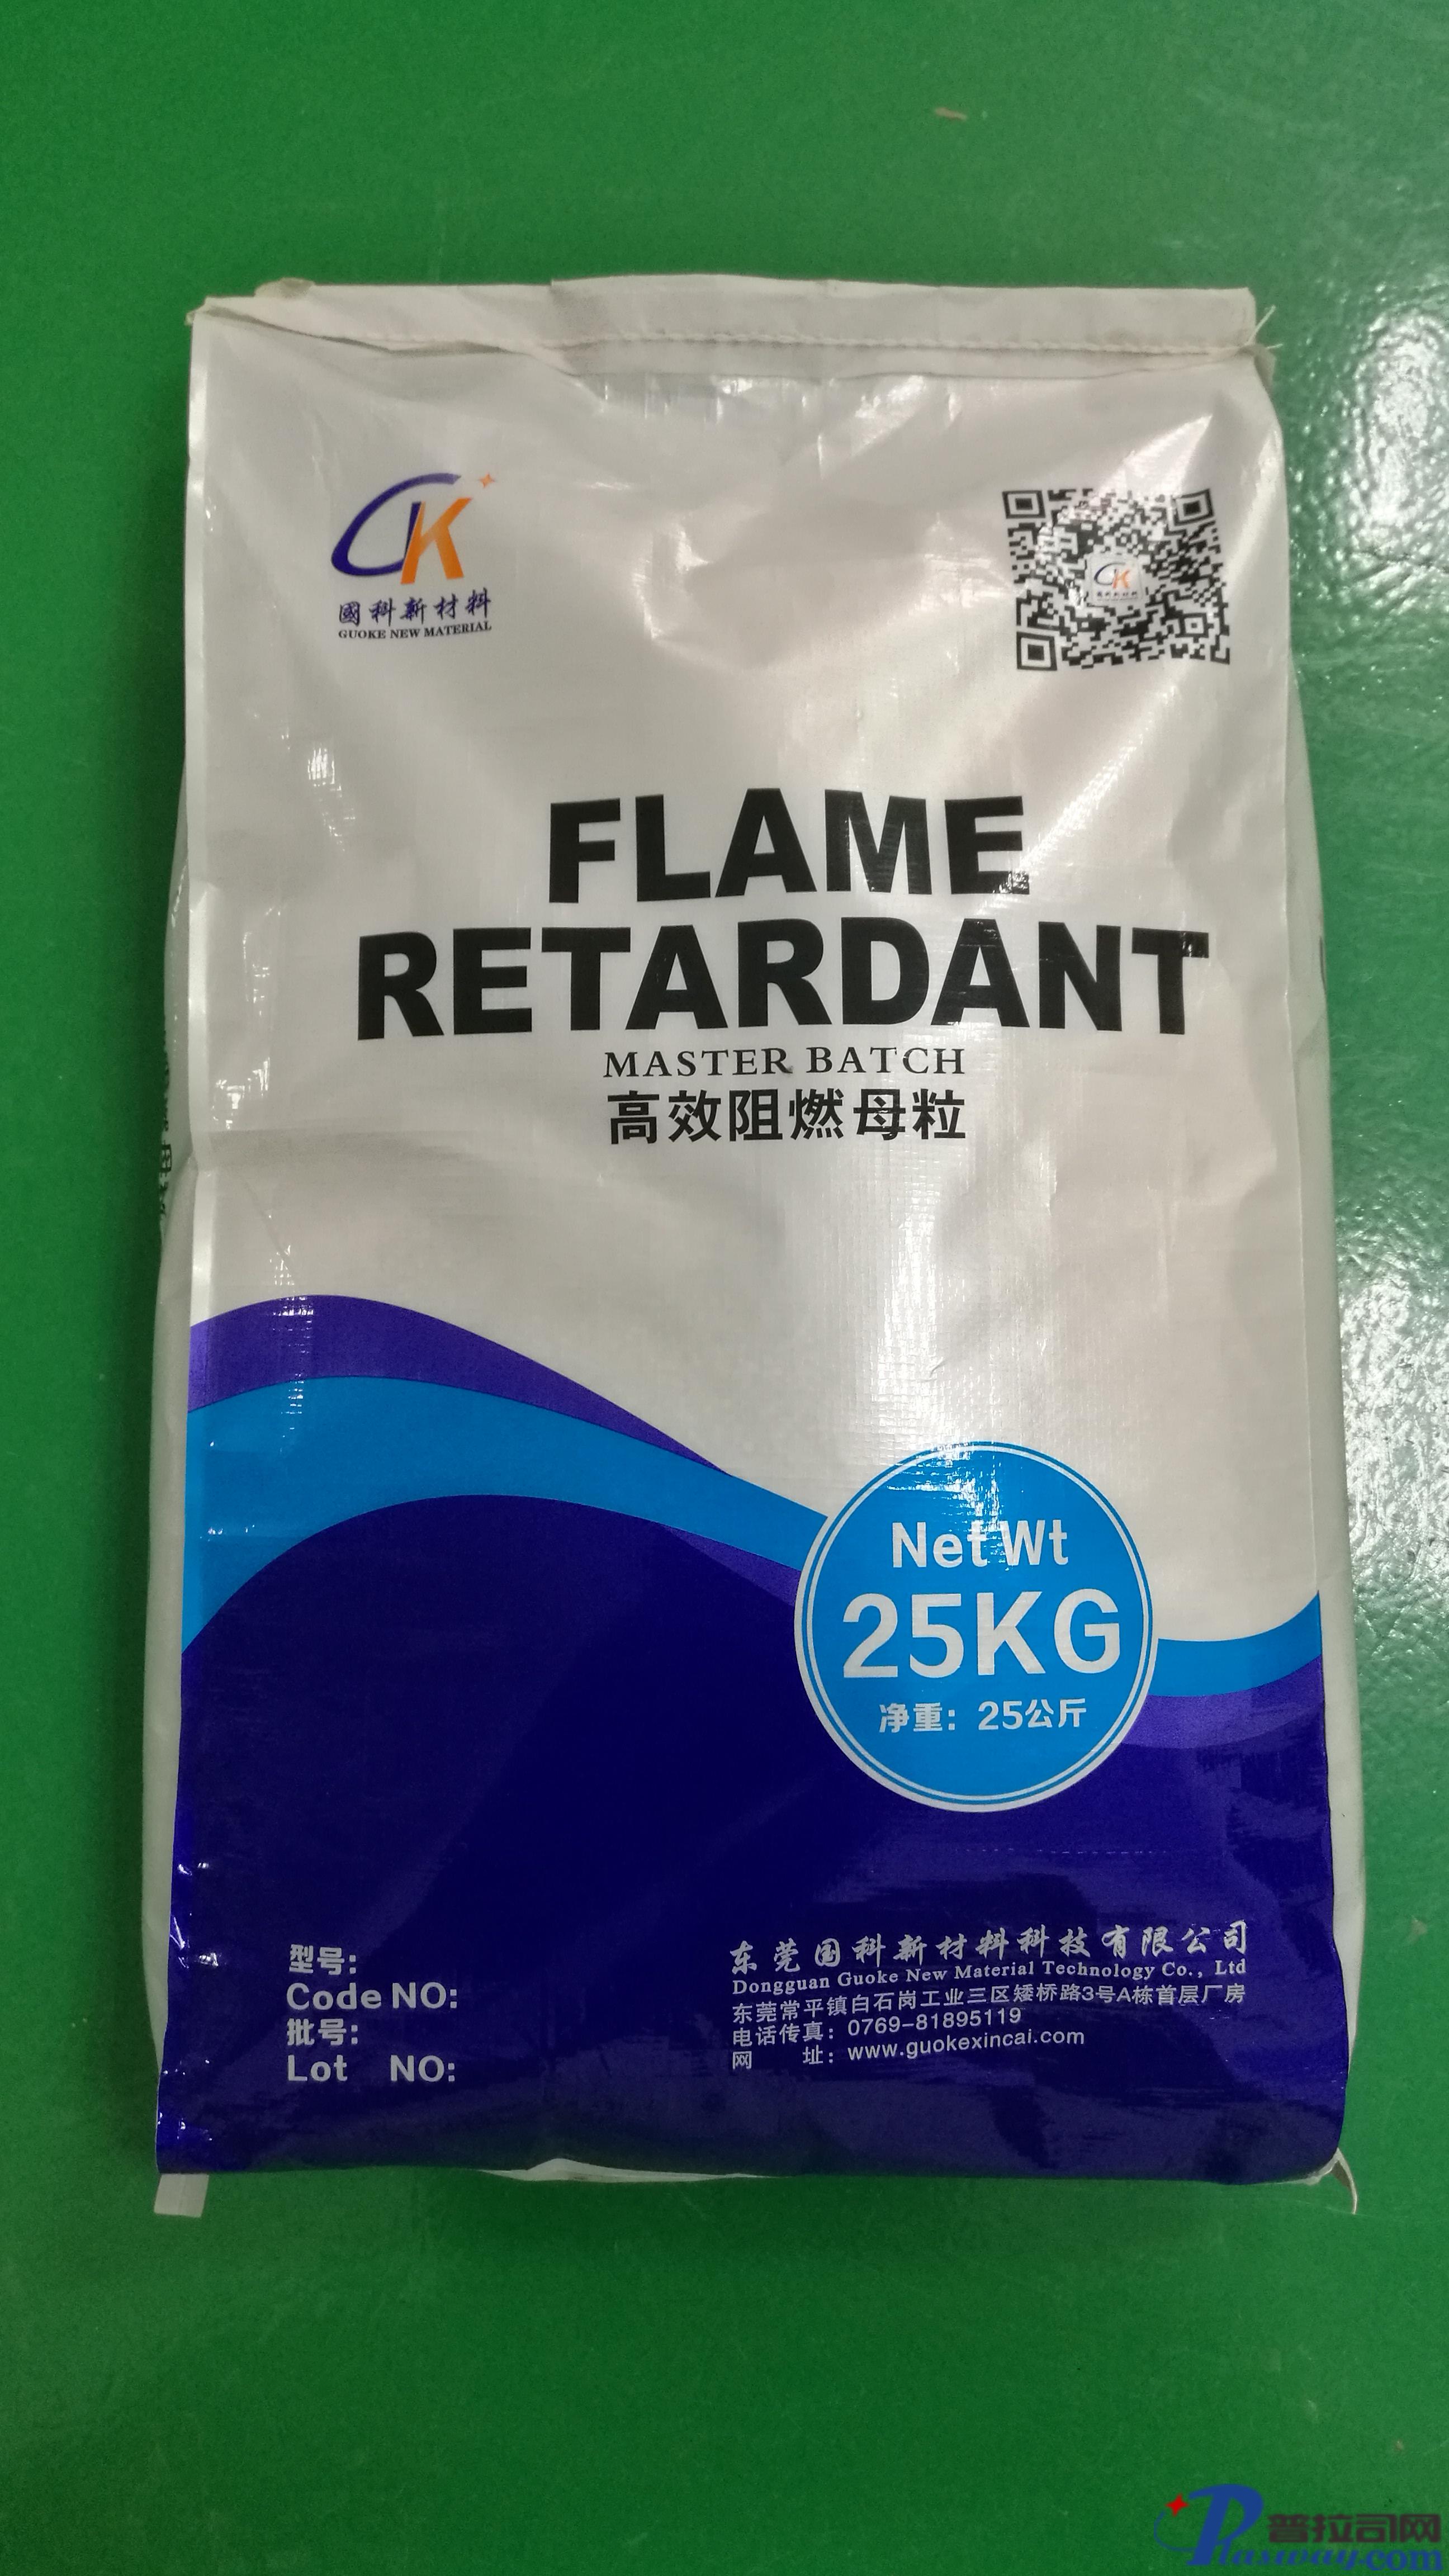 GK
國科新材料
GUOKE NEW MATERIAL
FLAME
RETARDANT
MASTER BATCH
高效阻燃母粒
Net Wt
25KG
净重：25公斤
型号:
Code NO:
批号:
Lot NO:
东莞国科新材料科技有限公司
Dongguan Guoke New Material Technology Co., Ltd
东莞常平镇白石岗工业三区矮桥路3号A栋首层厂房
电话传真：0769-81895119
网 址：www.guokexincai.com
普拉司网
Plasway.com